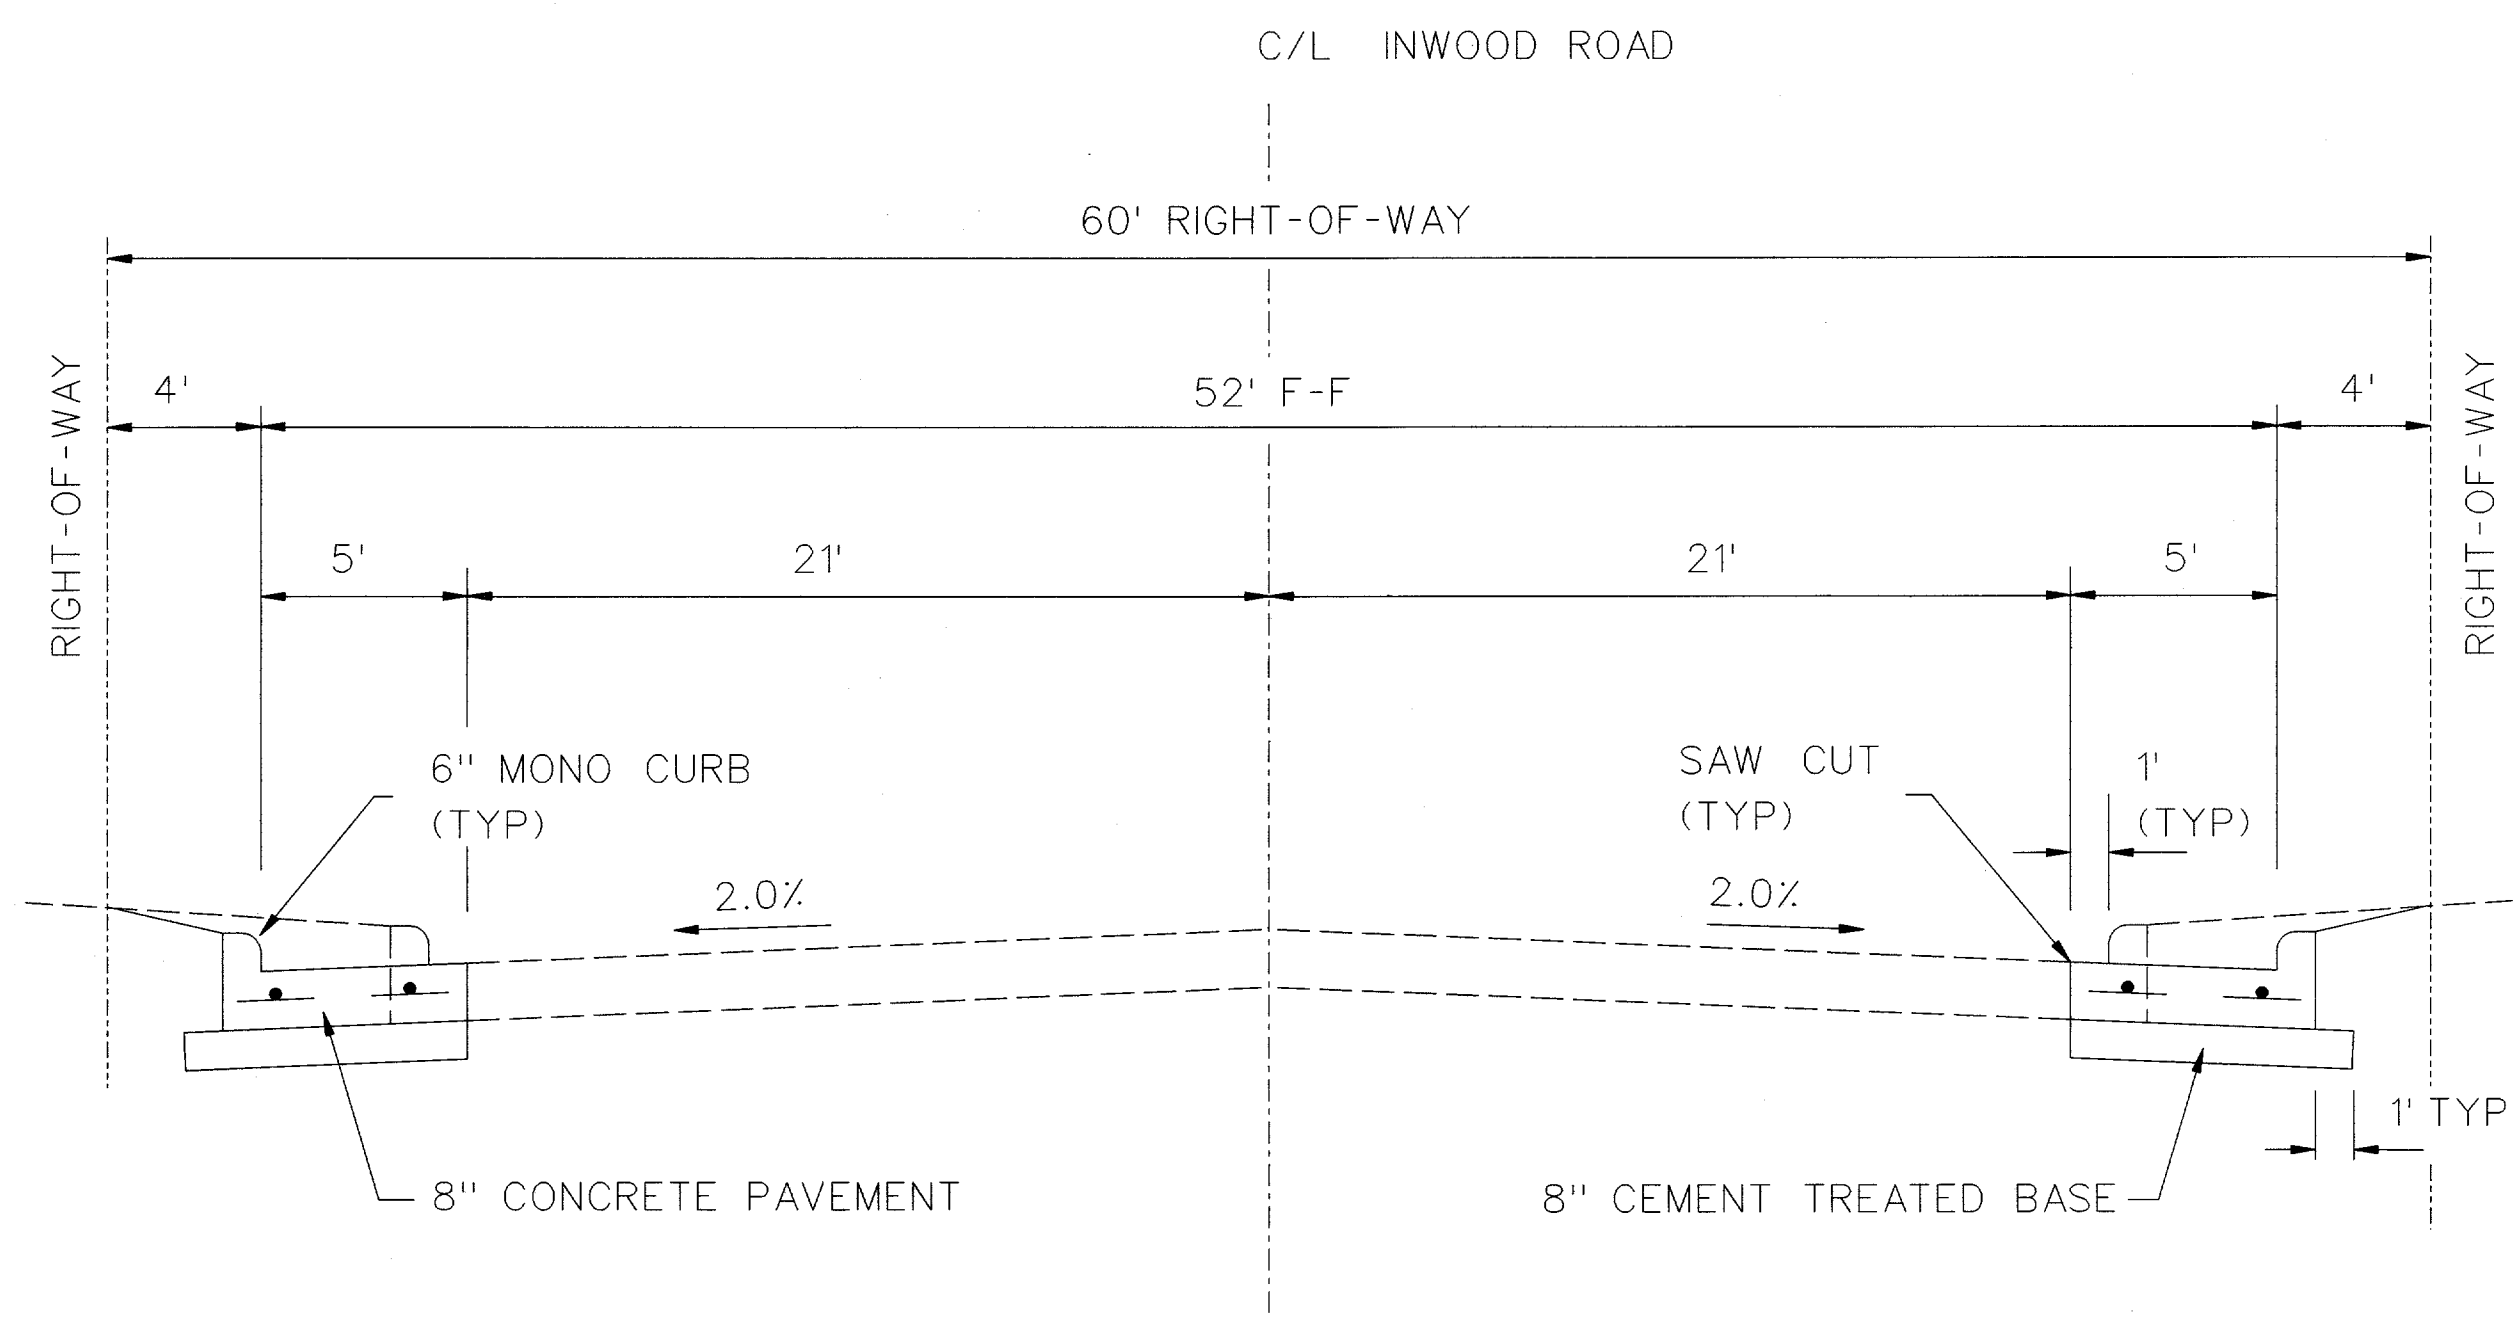 C/L INWOOD ROAD
60' RIGHT-OF-WAY
RIGHT-OF-WAY
4'
52' F-F
4'
RIGHT-OF-WAY
5'
21'
21'
5'
6" MONO CURB
(TYP)
SAW CUT
(TYP)
1'
(TYP)
2.0%
2.0%
1' TYP
8" CONCRETE PAVEMENT
8" CEMENT TREATED BASE